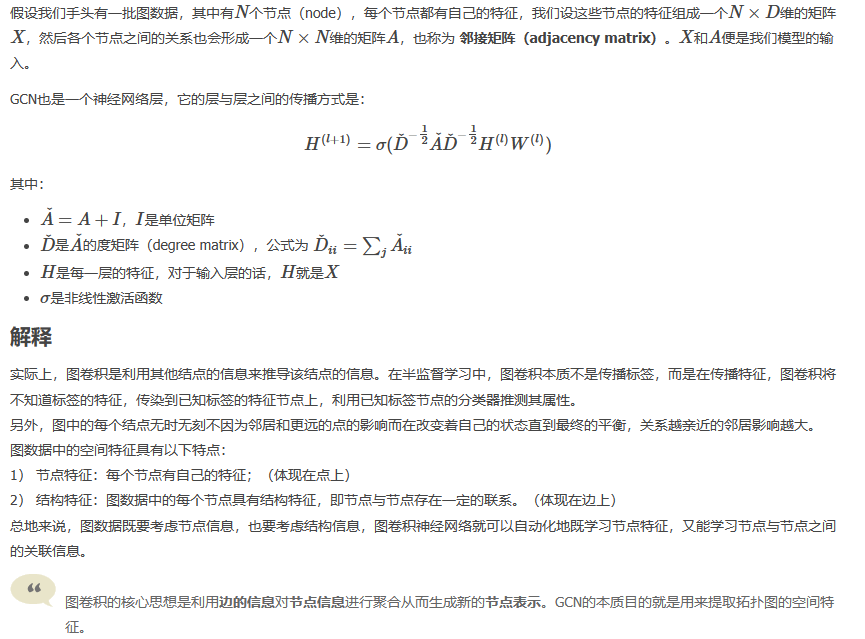 假设我们手头有一批图数据，其中有N个节点（node），每个节点都有自己的特征，我们设这些节点的特征组成一个N × D维的矩阵
X，然后各个节点之间的关系也会形成一个N × N维的矩阵A，也称为 邻接矩阵（adjacency matrix）。X和A便是我们模型的输
入。
GCN也是一个神经网络层，它的层与层之间的传播方式是：
H^{(l+1)} = σ(Ď^{-1/2} Ǎ Ď^{-1/2} H^{(l)} W^{(l)})
其中：
• Ǎ = A + I，I是单位矩阵
• Ď是Ǎ的度矩阵（degree matrix），公式为 Ď_{ii} = ∑_j Ǎ_{ii}
• H是每一层的特征，对于输入层的话，H就是X
• σ是非线性激活函数
解释
实际上，图卷积是利用其他结点的信息来推导该结点的信息。在半监督学习中，图卷积本质不是传播标签，而是在传播特征，图卷积将
不知道标签的特征，传染到已知标签的特征节点上，利用已知标签节点的分类器推测其属性。
另外，图中的每个结点无时无刻不因为邻居和更远的点的影响而在改变着自己的状态直到最终的平衡，关系越亲近的邻居影响越大。
图数据中的空间特征具有以下特点：
1） 节点特征：每个节点有自己的特征；（体现在点上）
2） 结构特征：图数据中的每个节点具有结构特征，即节点与节点存在一定的联系。（体现在边上）
总地来说，图数据既要考虑节点信息，也要考虑结构信息，图卷积神经网络就可以自动化地既学习节点特征，又能学习节点与节点之间
的关联信息。
“
图卷积的核心思想是利用边的信息对节点信息进行聚合从而生成新的节点表示。GCN的本质目的就是用来提取拓扑图的空间特
征。